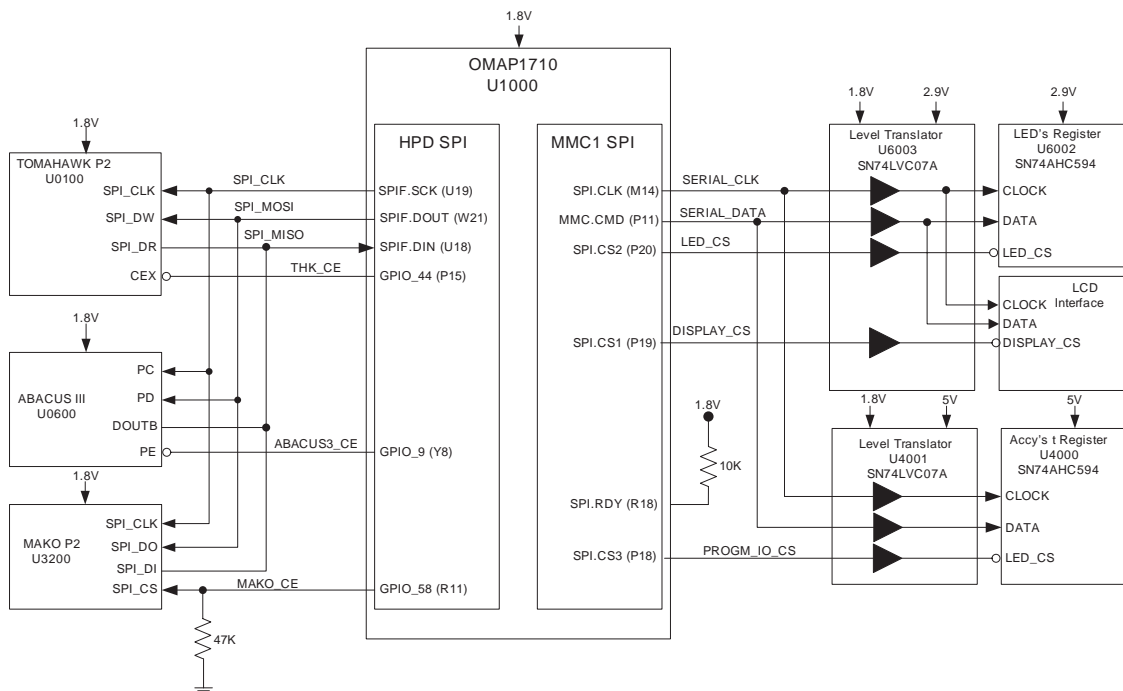 1.8V
OMAP1710
U1000
HPD SPI
MMC1 SPI
1.8V
TOMAHAWK P2
U0100
SPI_CLK
SPI_DW
SPI_DR
CEX
SPI_CLK
SPI_MOSI
SPI_MISO
THK_CE
SPIF.SCK (U19)
SPIF.DOUT (W21)
SPIF.DIN (U18)
GPIO_44 (P15)
1.8V
ABACUS III
U0600
PC
PD
DOUTB
PE
ABACUS3_CE
GPIO_9 (Y8)
1.8V
MAKO P2
U3200
SPI_CLK
SPI_DO
SPI_DI
SPI_CS
MAKO_CE
GPIO_58 (R11)
47K
SPI.CLK (M14)
MMC.CMD (P11)
SPI.CS2 (P20)
SPI.CS1 (P19)
SPI.RDY (R18)
SPI.CS3 (P18)
SERIAL_CLK
SERIAL_DATA
LED_CS
DISPLAY_CS
1.8V
10K
PROGM_IO_CS
1.8V
2.9V
Level Translator
U6003
SN74LVC07A
2.9V
LED's Register
U6002
SN74AHC594
CLOCK
DATA
LED_CS
LCD
Interface
CLOCK
DATA
DISPLAY_CS
1.8V
5V
Level Translator
U4001
SN74LVC07A
5V
Accy's t Register
U4000
SN74AHC594
CLOCK
DATA
LED_CS